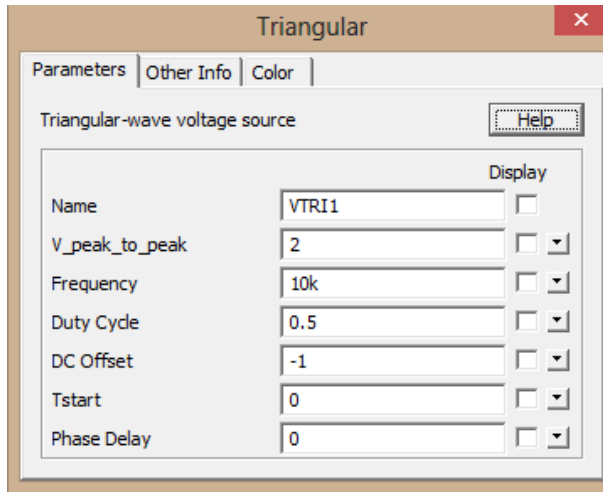 Triangular
Parameters Other Info Color
Triangular-wave voltage source Help
Display
Name VTRI1
V_peak_to_peak 2
Frequency 10k
Duty Cycle 0.5
DC Offset -1
Tstart 0
Phase Delay 0